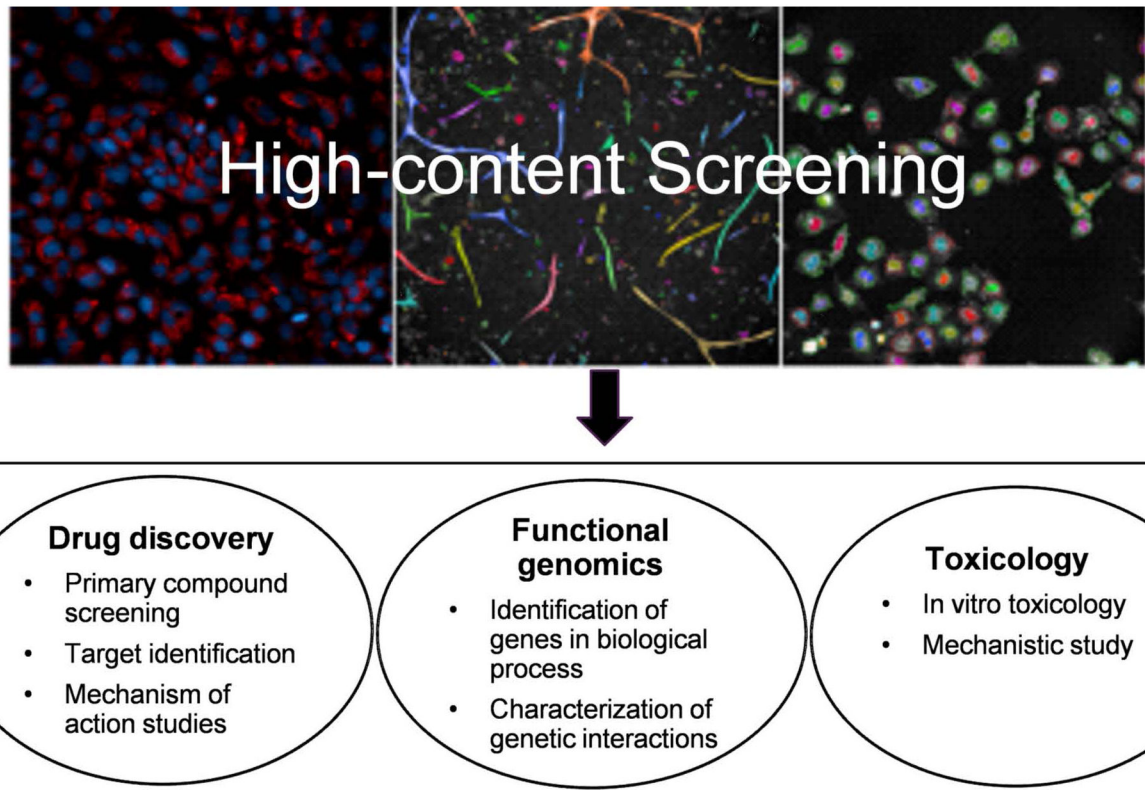 High-content Screening
Drug discovery
• Primary compound
screening
• Target identification
• Mechanism of
action studies
Functional
genomics
• Identification of
genes in biological
process
• Characterization of
genetic interactions
Toxicology
• In vitro toxicology
• Mechanistic study